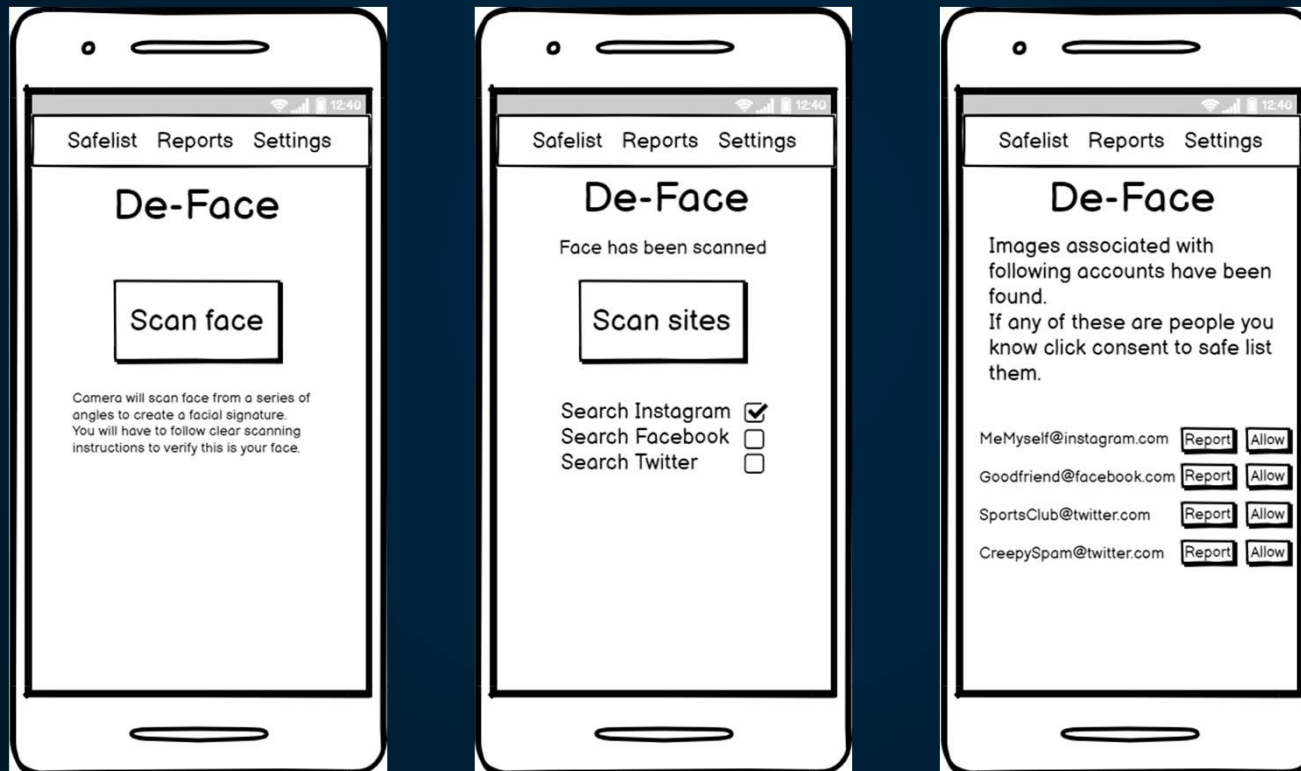 12:40
Safelist Reports Settings
De-Face
Scan face
Camera will scan face from a series of
angles to create a facial signature.
You will have to follow clear scanning
instructions to verify this is your face.
12:40
Safelist Reports Settings
De-Face
Face has been scanned
Scan sites
Search Instagram
Search Facebook
Search Twitter
12:40
Safelist Reports Settings
De-Face
Images associated with
following accounts have been
found.
If any of these are people you
know click consent to safe list
them.
MeMyself@instagram.com Report Allow
Goodfriend@facebook.com Report Allow
SportsClub@twitter.com Report Allow
CreepySpam@twitter.com Report Allow